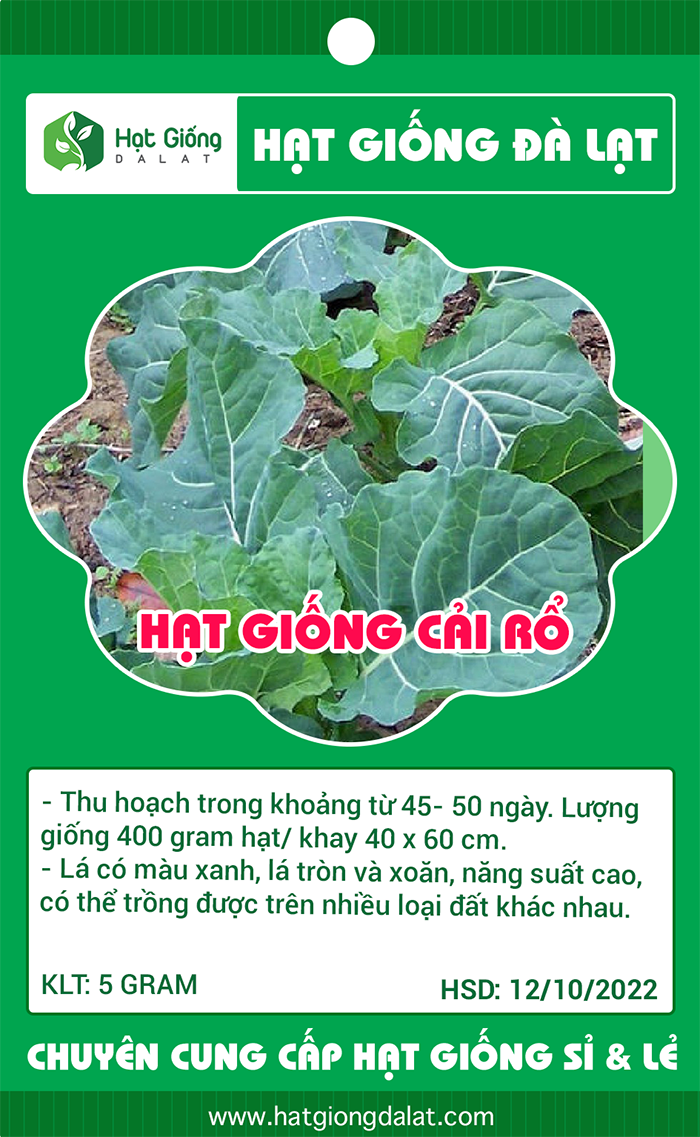 Hạt Giống
DALAT
HẠT GIỐNG ĐÀ LẠT
HẠT GIỐNG CẢI RỔ
- Thu hoạch trong khoảng từ 45- 50 ngày. Lượng
giống 400 gram hạt/ khay 40 x 60 cm.
- Lá có màu xanh, lá tròn và xoăn, năng suất cao,
có thể trồng được trên nhiều loại đất khác nhau.
KLT: 5 GRAM
HSD: 12/10/2022
CHUYÊN CUNG CẤP HẠT GIỐNG SỈ & LẺ
www.hatgiongdalat.com